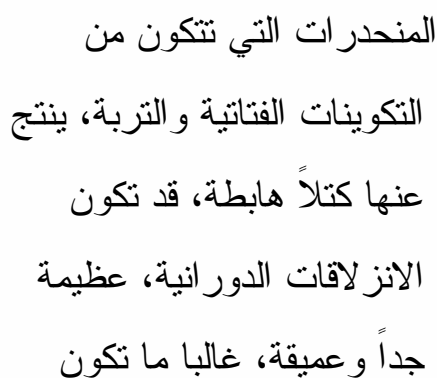 المنحدرات التي تتكون من
التكوينات الفتاتية والتربة، ينتج
عنها كتلاً هابطة، قد تكون
الانزلاقات الدورانية، عظيمة
جداً وعميقة، غالبا ما تكون